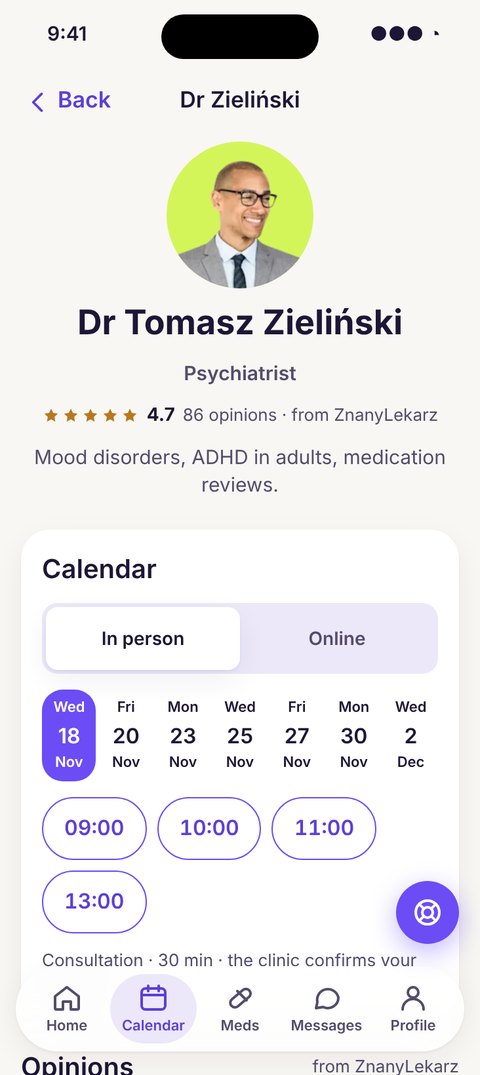 9:41
Back
Dr Zieliński
Dr Tomasz Zieliński
Psychiatrist
4.7 86 opinions · from ZnanyLekarz
Mood disorders, ADHD in adults, medication
reviews.
Calendar
In person
Online
Wed Fri Mon Wed Fri Mon Wed
18 20 23 25 27 30 2
Nov Nov Nov Nov Nov Nov Dec
09:00 10:00 11:00
13:00
Consultation · 30 min · the clinic confirms your
Home Calendar Meds Messages Profile
Opinions from ZnanyLekarz